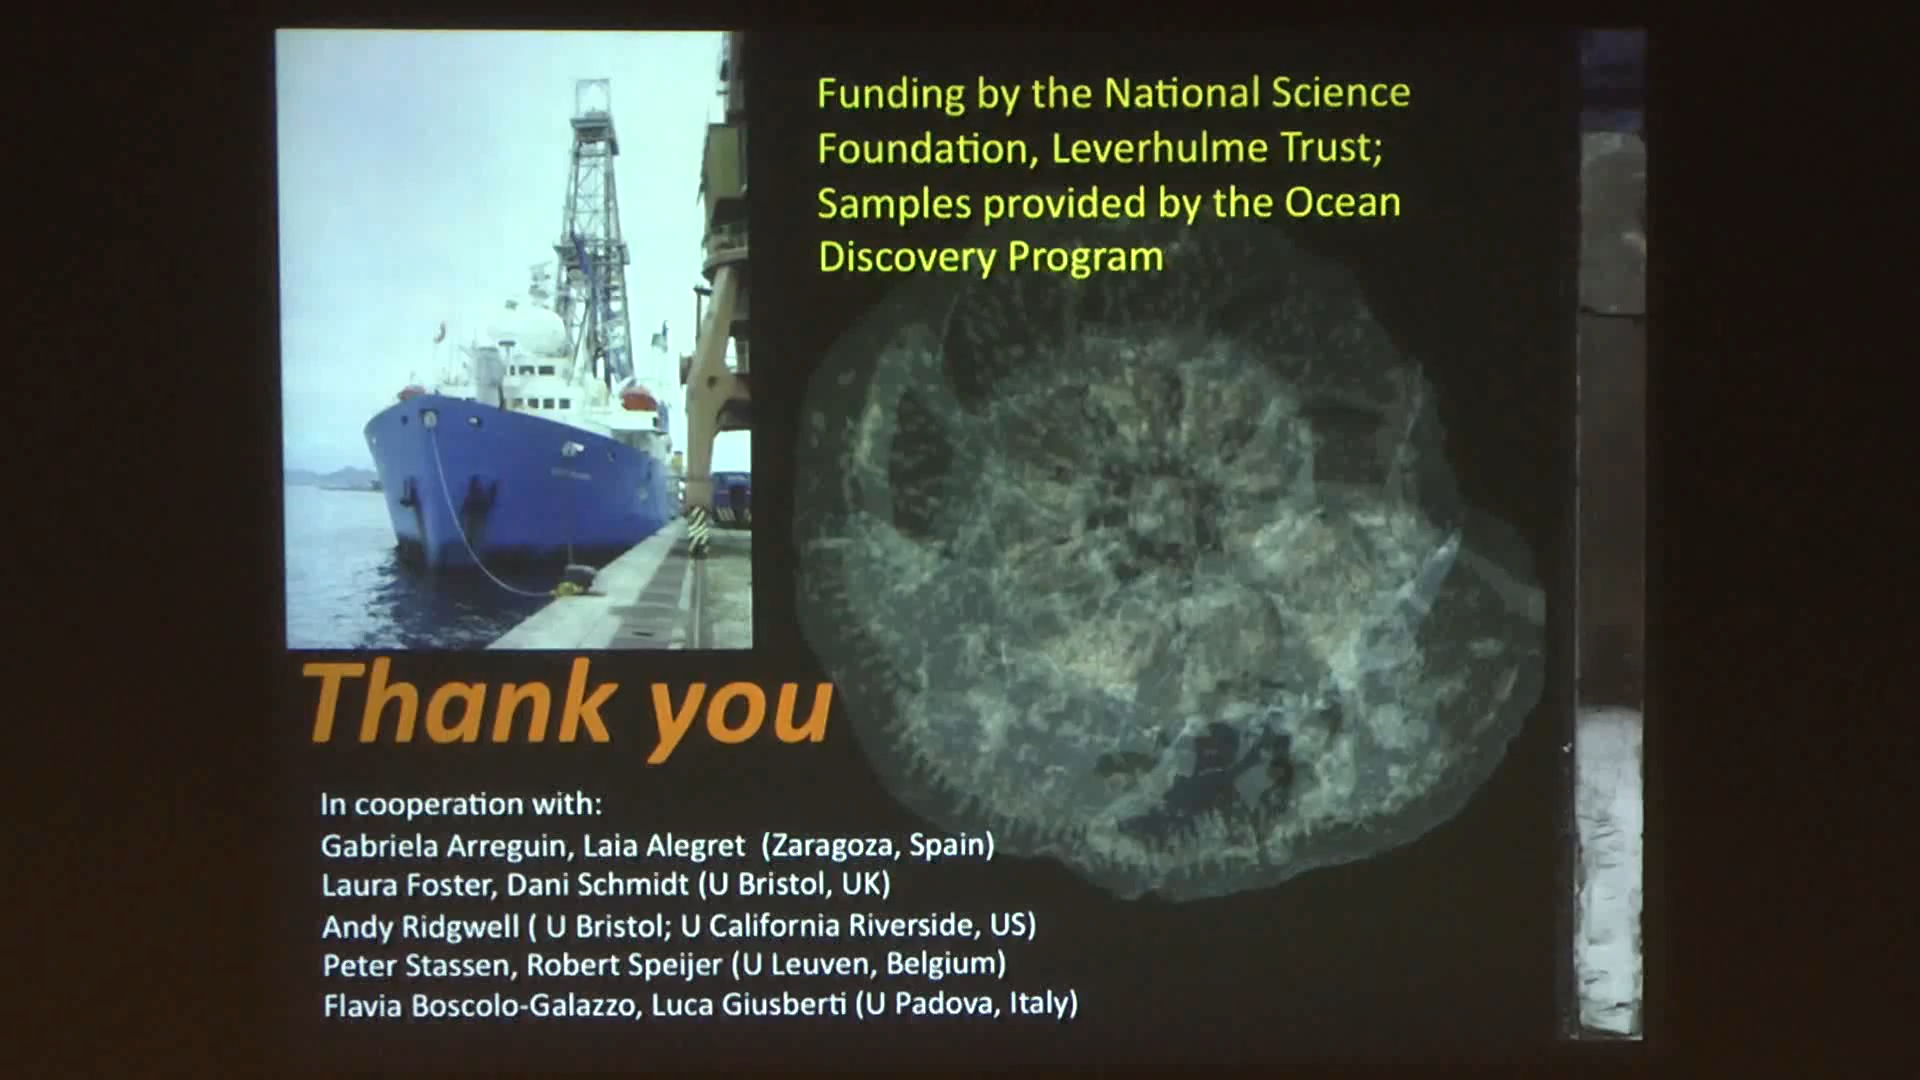 Funding by the National Science
Foundation, Leverhulme Trust;
Samples provided by the Ocean
Discovery Program
Thank you
In cooperation with:
Gabriela Arreguin, Laia Alegret (Zaragoza, Spain)
Laura Foster, Dani Schmidt (U Bristol, UK)
Andy Ridgwell ( U Bristol; U California Riverside, US)
Peter Stassen, Robert Speijer (U Leuven, Belgium)
Flavia Boscolo-Galazzo, Luca Giusberti (U Padova, Italy)